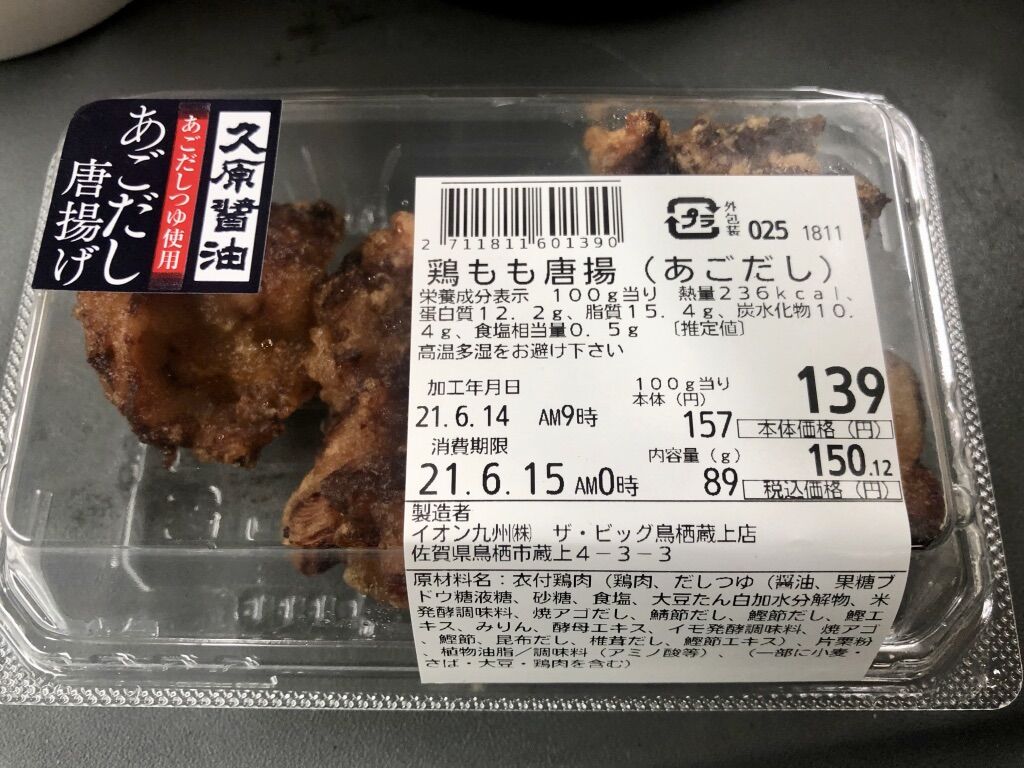 久原醤油
あごだしつゆ使用
あごだし
唐揚げ
2 711811 601390
プラ
外包装
025 1811
鶏もも唐揚(あごだし)
栄養成分表示 100g当り 熱量236kcal、
蛋白質12.2g、脂質15.4g、炭水化物10.
4g、食塩相当量0.5g 〔推定値〕
高温多湿をお避け下さい
加工年月日
21.6.14 AM9時
消費期限
21.6.15 AM0時
100g当り
本体(円)
157
内容量(g)
89
139
本体価格(円)
150.12
税込価格(円)
製造者
イオン九州㈱ ザ・ビッグ鳥栖蔵上店
佐賀県鳥栖市蔵上4-3-3
原材料名:衣付鶏肉(鶏肉、だしつゆ(醤油、果糖ブ
ドウ糖液糖、砂糖、食塩、大豆たん白加水分解物、米
発酵調味料、焼アゴだし、鯖節だし、鰹節だし、鰹エ
キス、みりん、酵母エキス、イモ発酵調味料、焼アゴ
、鰹節、昆布だし、椎茸だし、鰹節エキス)、片栗粉
、植物油脂/調味料(アミノ酸等)、(一部に小麦・
さば・大豆・鶏肉を含む)